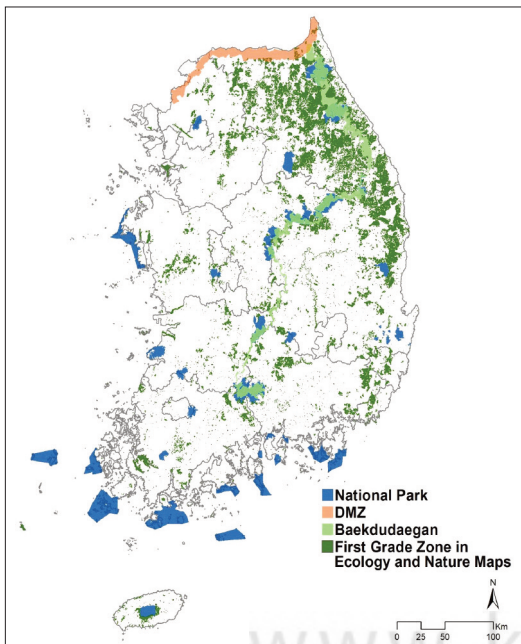 National Park
DMZ
Baekdudaegan
First Grade Zone in
Ecology and Nature Maps
N
Km
0 25 50 100